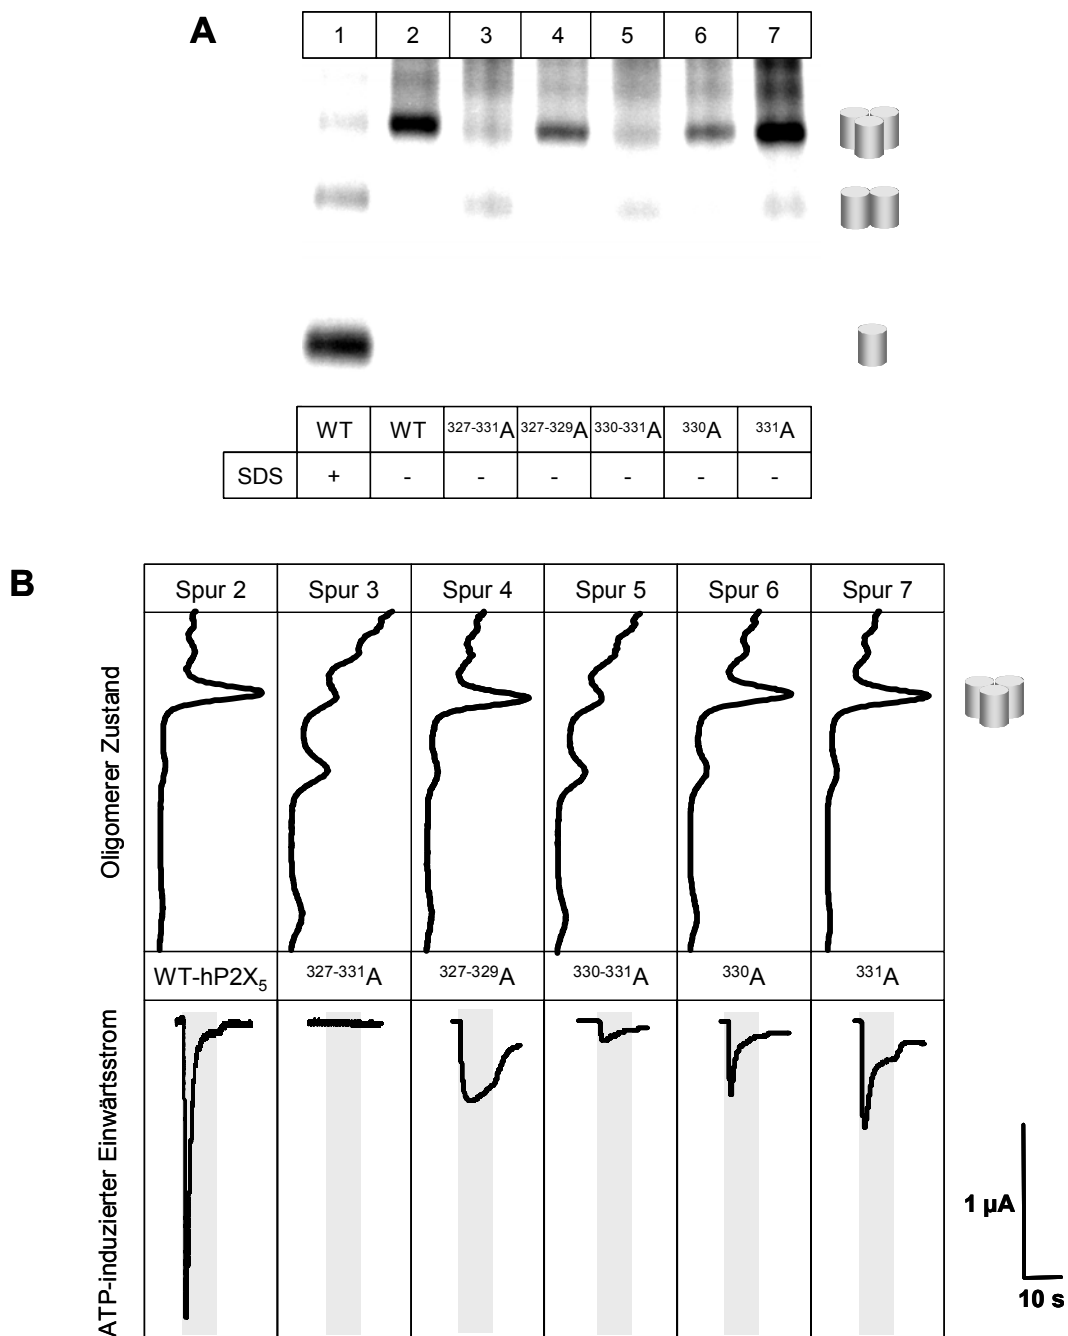 A
1 2 3 4 5 6 7
WT WT ³²⁷⁻³³¹A ³²⁷⁻³²⁹A ³³⁰⁻³³¹A ³³⁰A ³³¹A
SDS + - - - - - -
B
Spur 2 Spur 3 Spur 4 Spur 5 Spur 6 Spur 7
Oligomerer Zustand
WT-hP2X₅ ³²⁷⁻³³¹A ³²⁷⁻³²⁹A ³³⁰⁻³³¹A ³³⁰A ³³¹A
ATP-induzierter Einwärtsstrom
1 µA
10 s